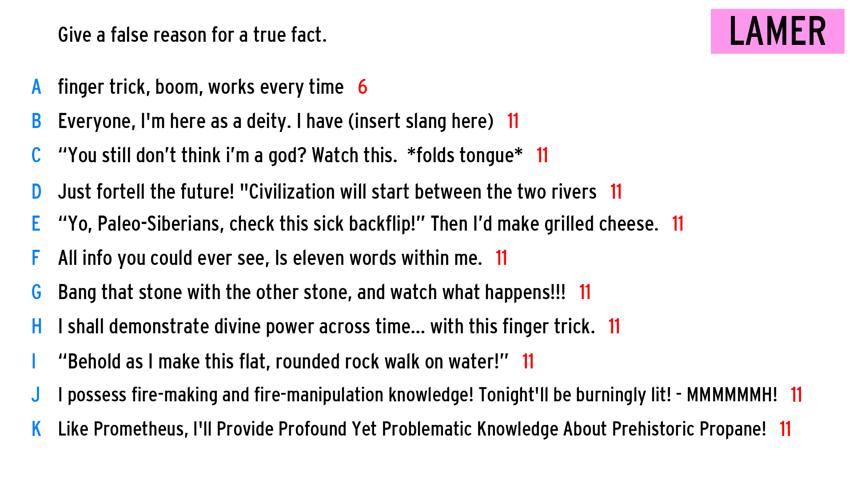 Give a false reason for a true fact.
LAMER
A finger trick, boom, works every time 6
B Everyone, I'm here as a deity. I have (insert slang here) 11
C “You still don’t think i’m a god? Watch this. *folds tongue* 11
D Just fortell the future! "Civilization will start between the two rivers 11
E “Yo, Paleo-Siberians, check this sick backflip!” Then I’d make grilled cheese. 11
F All info you could ever see, Is eleven words within me. 11
G Bang that stone with the other stone, and watch what happens!!! 11
H I shall demonstrate divine power across time... with this finger trick. 11
I “Behold as I make this flat, rounded rock walk on water!” 11
J I possess fire-making and fire-manipulation knowledge! Tonight'll be burningly lit! - MMMMMMH! 11
K Like Prometheus, I'll Provide Profound Yet Problematic Knowledge About Prehistoric Propane! 11